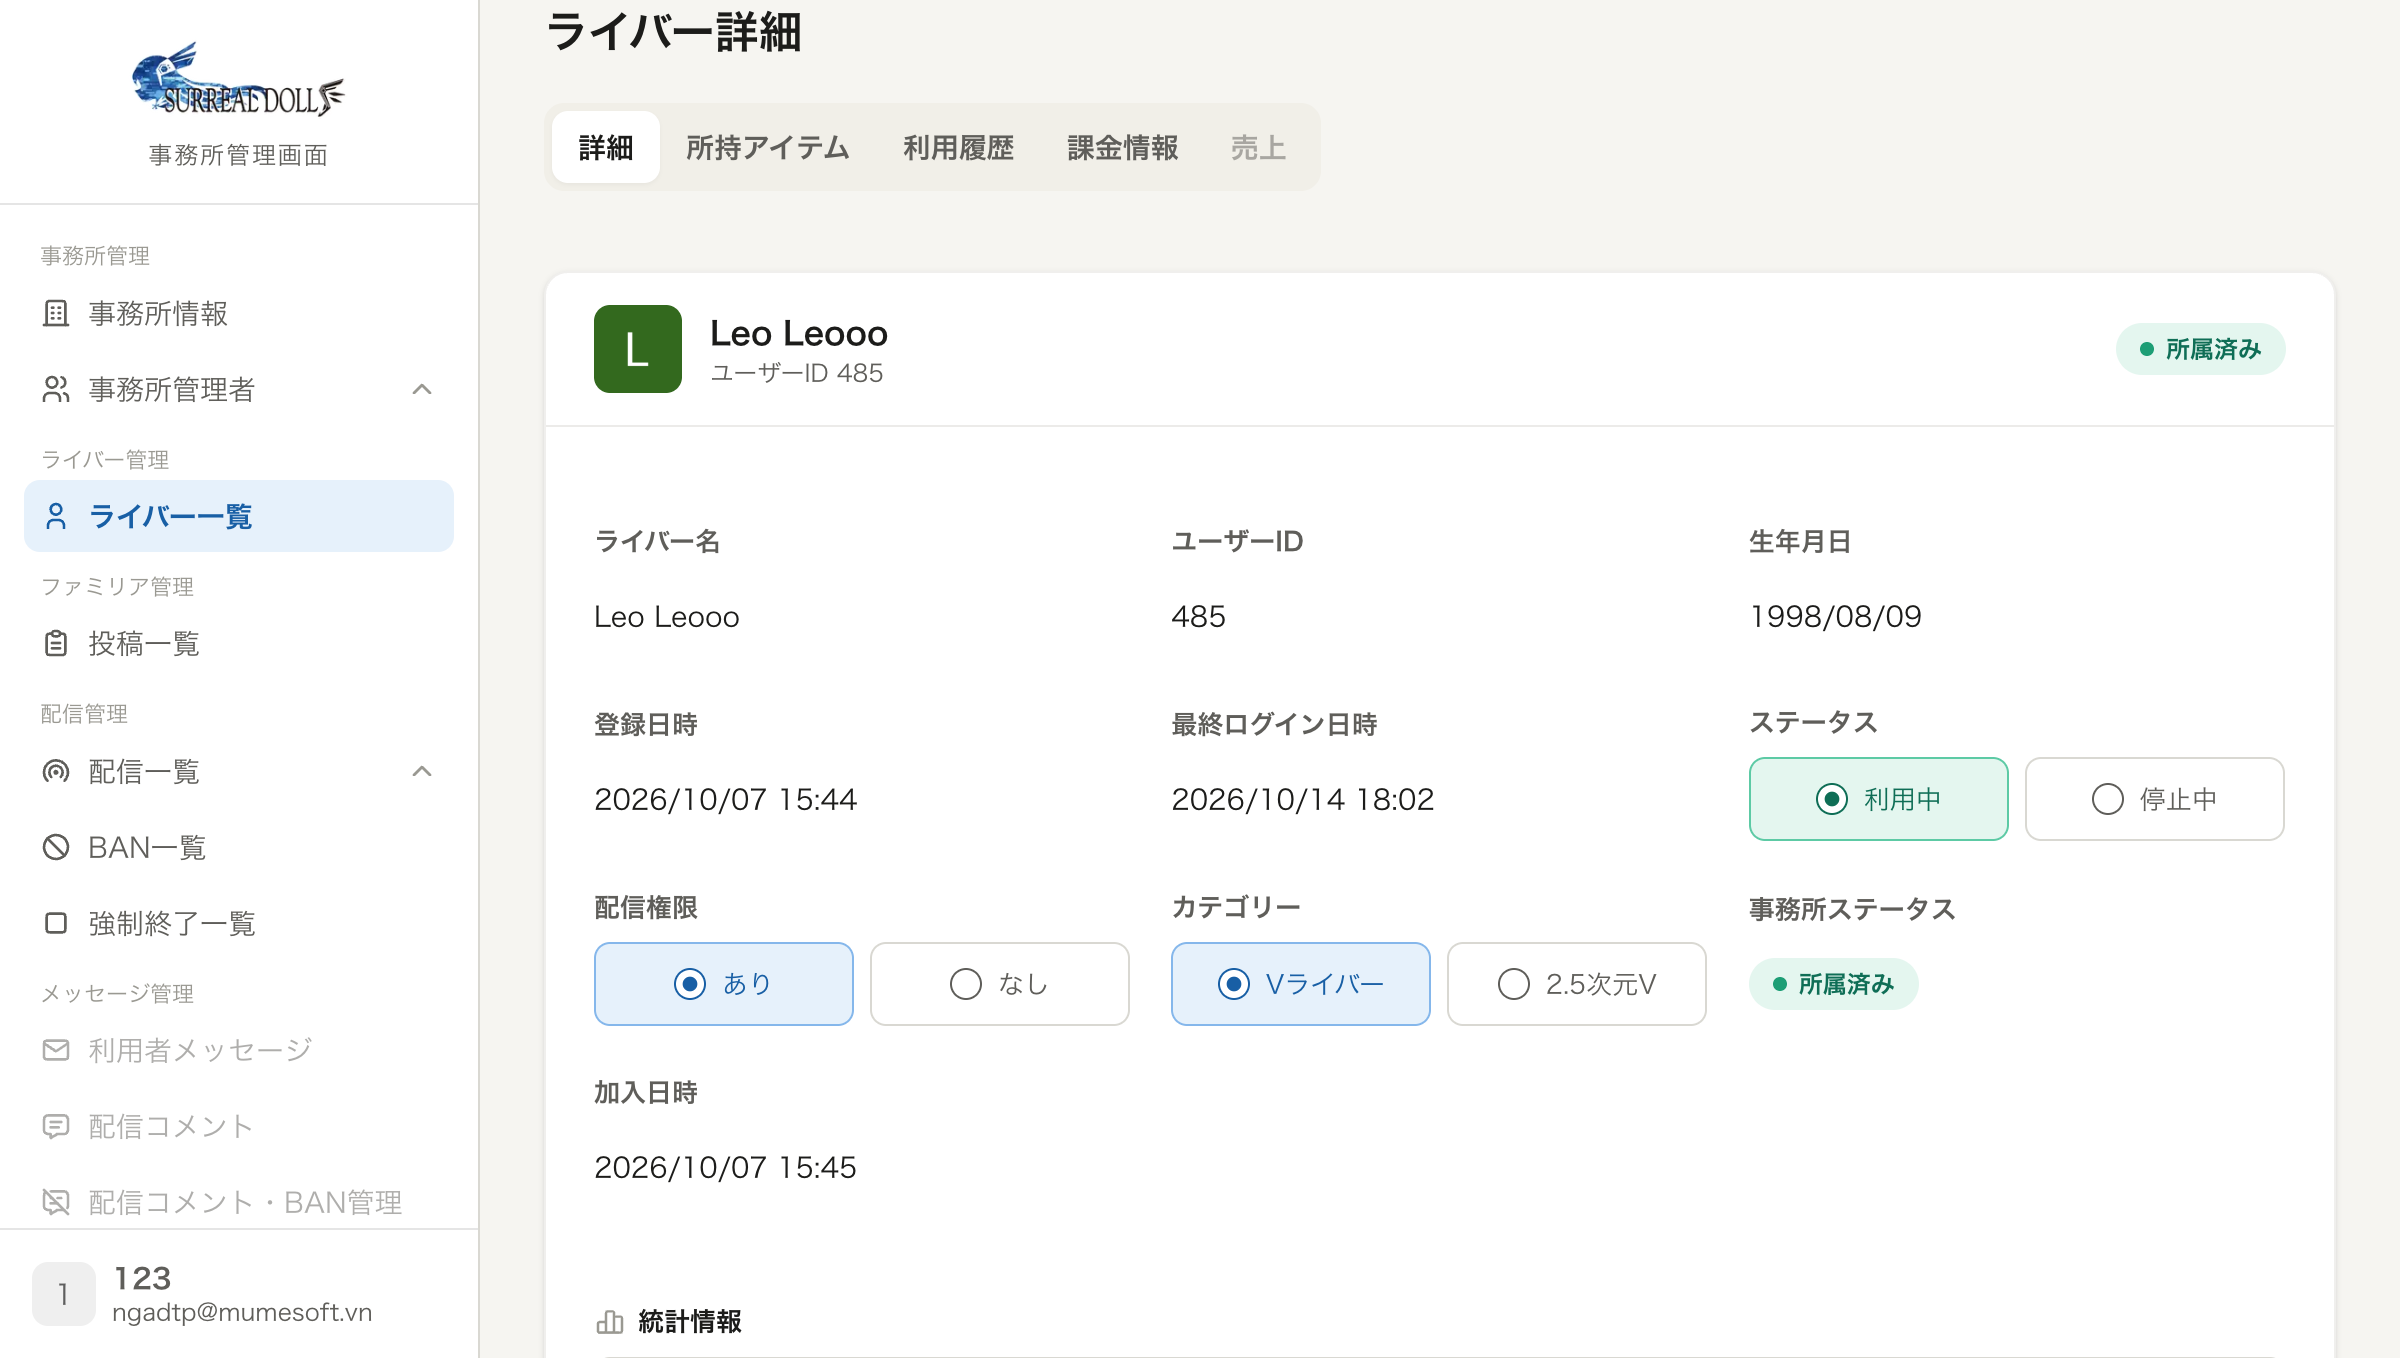 SURREAL DOLL
事務所管理画面
事務所管理
事務所情報
事務所管理者
ライバー管理
ライバー一覧
ファミリア管理
投稿一覧
配信管理
配信一覧
BAN一覧
強制終了一覧
メッセージ管理
利用者メッセージ
配信コメント
配信コメント・BAN管理
1
123
ngadtp@mumesoft.vn
ライバー詳細
詳細 所持アイテム 利用履歴 課金情報 売上
L
Leo Leooo
ユーザーID 485
所属済み
ライバー名 ユーザーID 生年月日
Leo Leooo 485 1998/08/09
登録日時 最終ログイン日時 ステータス
2026/10/07 15:44 2026/10/14 18:02 利用中 停止中
配信権限 カテゴリー 事務所ステータス
あり なし Vライバー 2.5次元V 所属済み
加入日時
2026/10/07 15:45
統計情報